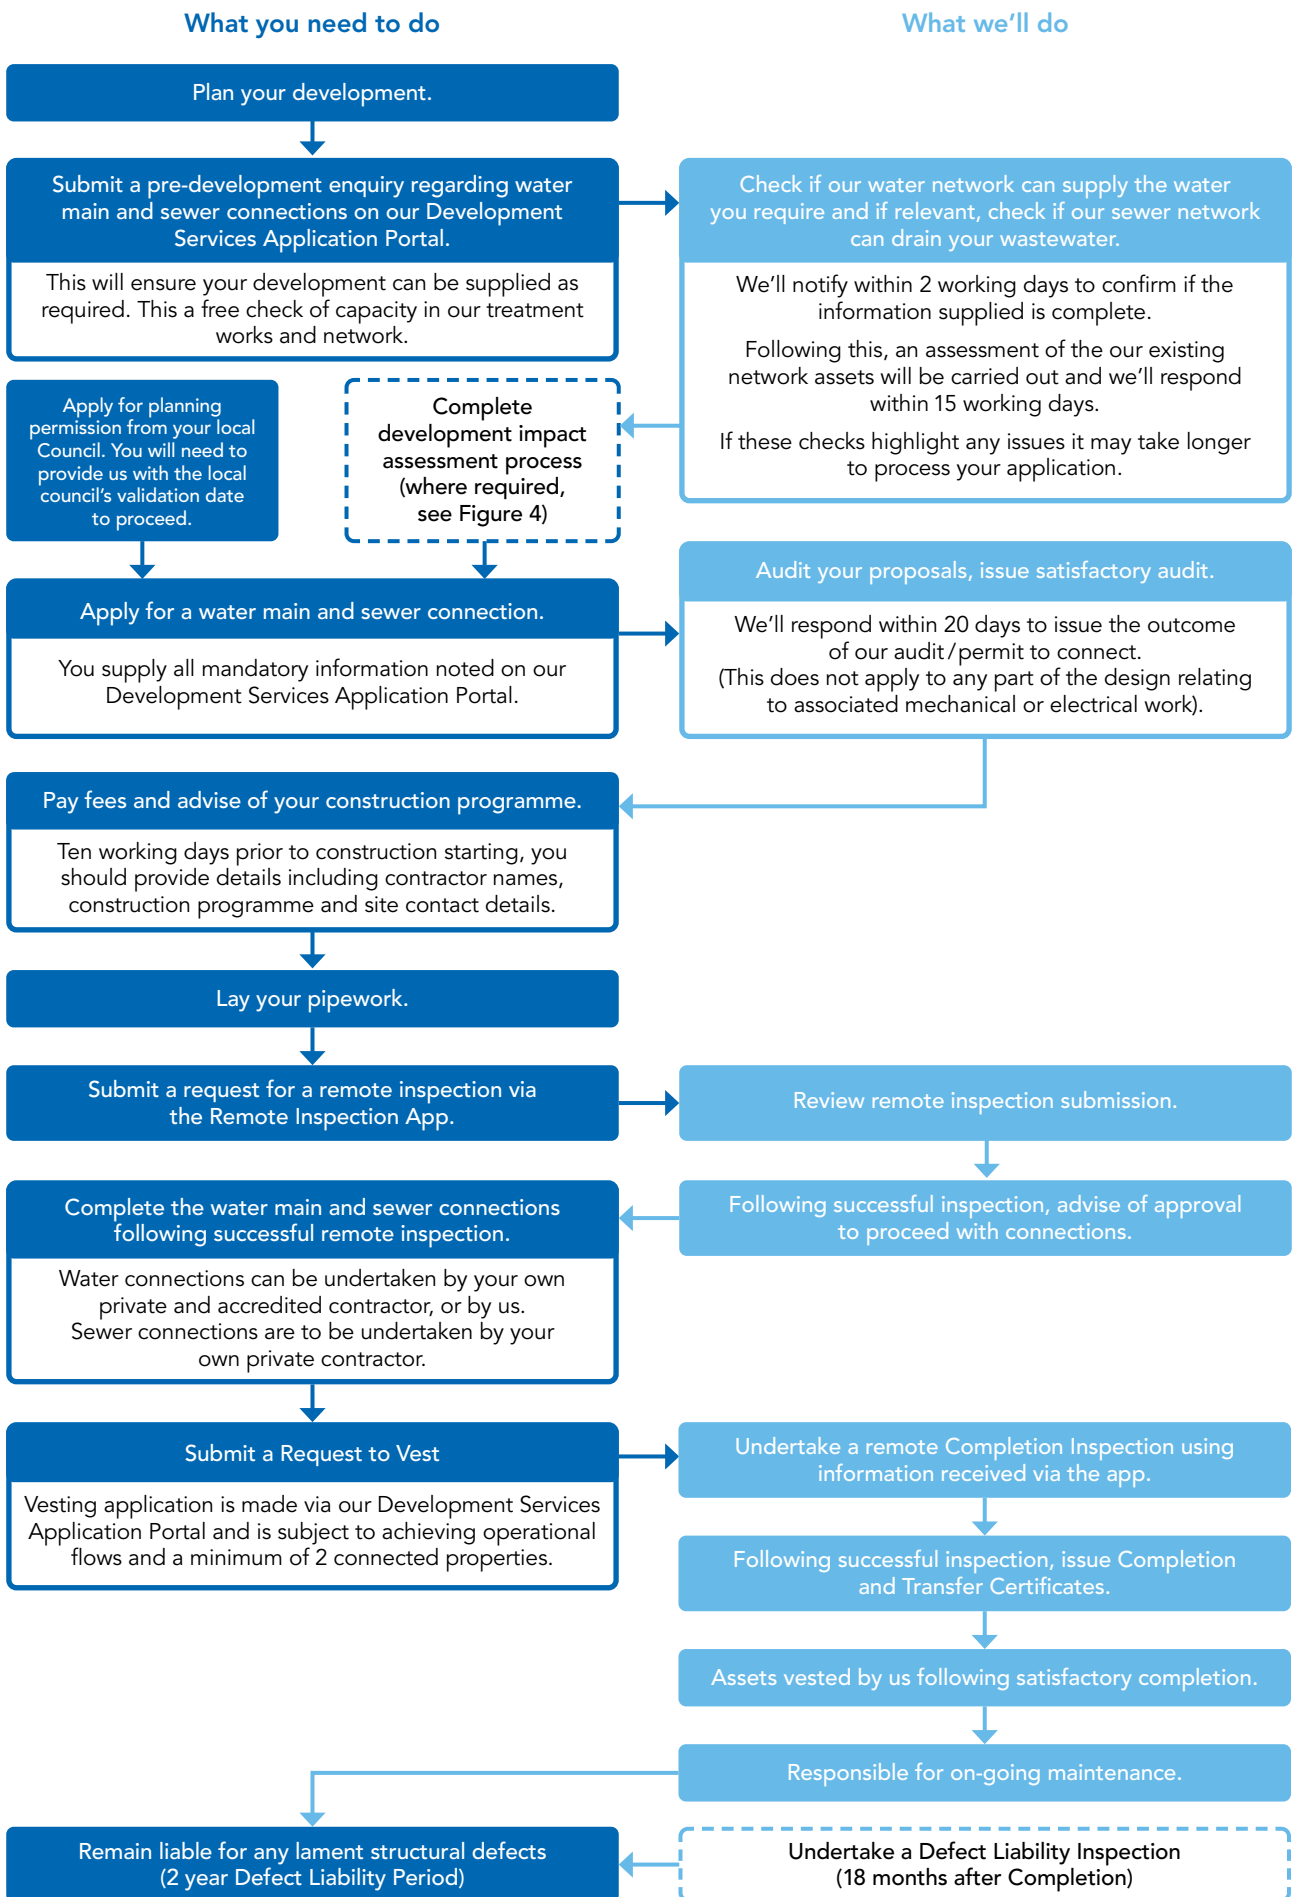 What you need to do
What we'll do
Plan your development.
Submit a pre-development enquiry regarding water
main and sewer connections on our Development
Services Application Portal.
This will ensure your development can be supplied as
required. This a free check of capacity in our treatment
works and network.
Check if our water network can supply the water
you require and if relevant, check if our sewer network
can drain your wastewater.
We'll notify within 2 working days to confirm if the
information supplied is complete.
Following this, an assessment of the our existing
network assets will be carried out and we'll respond
within 15 working days.
If these checks highlight any issues it may take longer
to process your application.
Apply for planning
permission from your local
Council. You will need to
provide us with the local
council's validation date
to proceed.
Complete
development impact
assessment process
(where required,
see Figure 4)
Apply for a water main and sewer connection.
You supply all mandatory information noted on our
Development Services Application Portal.
Audit your proposals, issue satisfactory audit.
We'll respond within 20 days to issue the outcome
of our audit/permit to connect.
(This does not apply to any part of the design relating
to associated mechanical or electrical work).
Pay fees and advise of your construction programme.
Ten working days prior to construction starting, you
should provide details including contractor names,
construction programme and site contact details.
Lay your pipework.
Submit a request for a remote inspection via
the Remote Inspection App.
Review remote inspection submission.
Following successful inspection, advise of approval
to proceed with connections.
Complete the water main and sewer connections
following successful remote inspection.
Water connections can be undertaken by your own
private and accredited contractor, or by us.
Sewer connections are to be undertaken by your
own private contractor.
Submit a Request to Vest
Vesting application is made via our Development Services
Application Portal and is subject to achieving operational
flows and a minimum of 2 connected properties.
Undertake a remote Completion Inspection using
information received via the app.
Following successful inspection, issue Completion
and Transfer Certificates.
Assets vested by us following satisfactory completion.
Responsible for on-going maintenance.
Remain liable for any lament structural defects
(2 year Defect Liability Period)
Undertake a Defect Liability Inspection
(18 months after Completion)